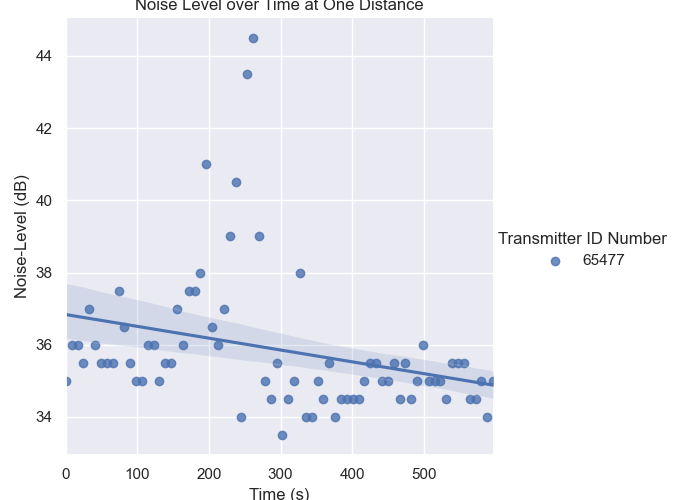 Noise Level over Time at One Distance
44
42
40
38
36
34
Noise-Level (dB)
0 100 200 300 400 500
Time (s)
Transmitter ID Number
65477